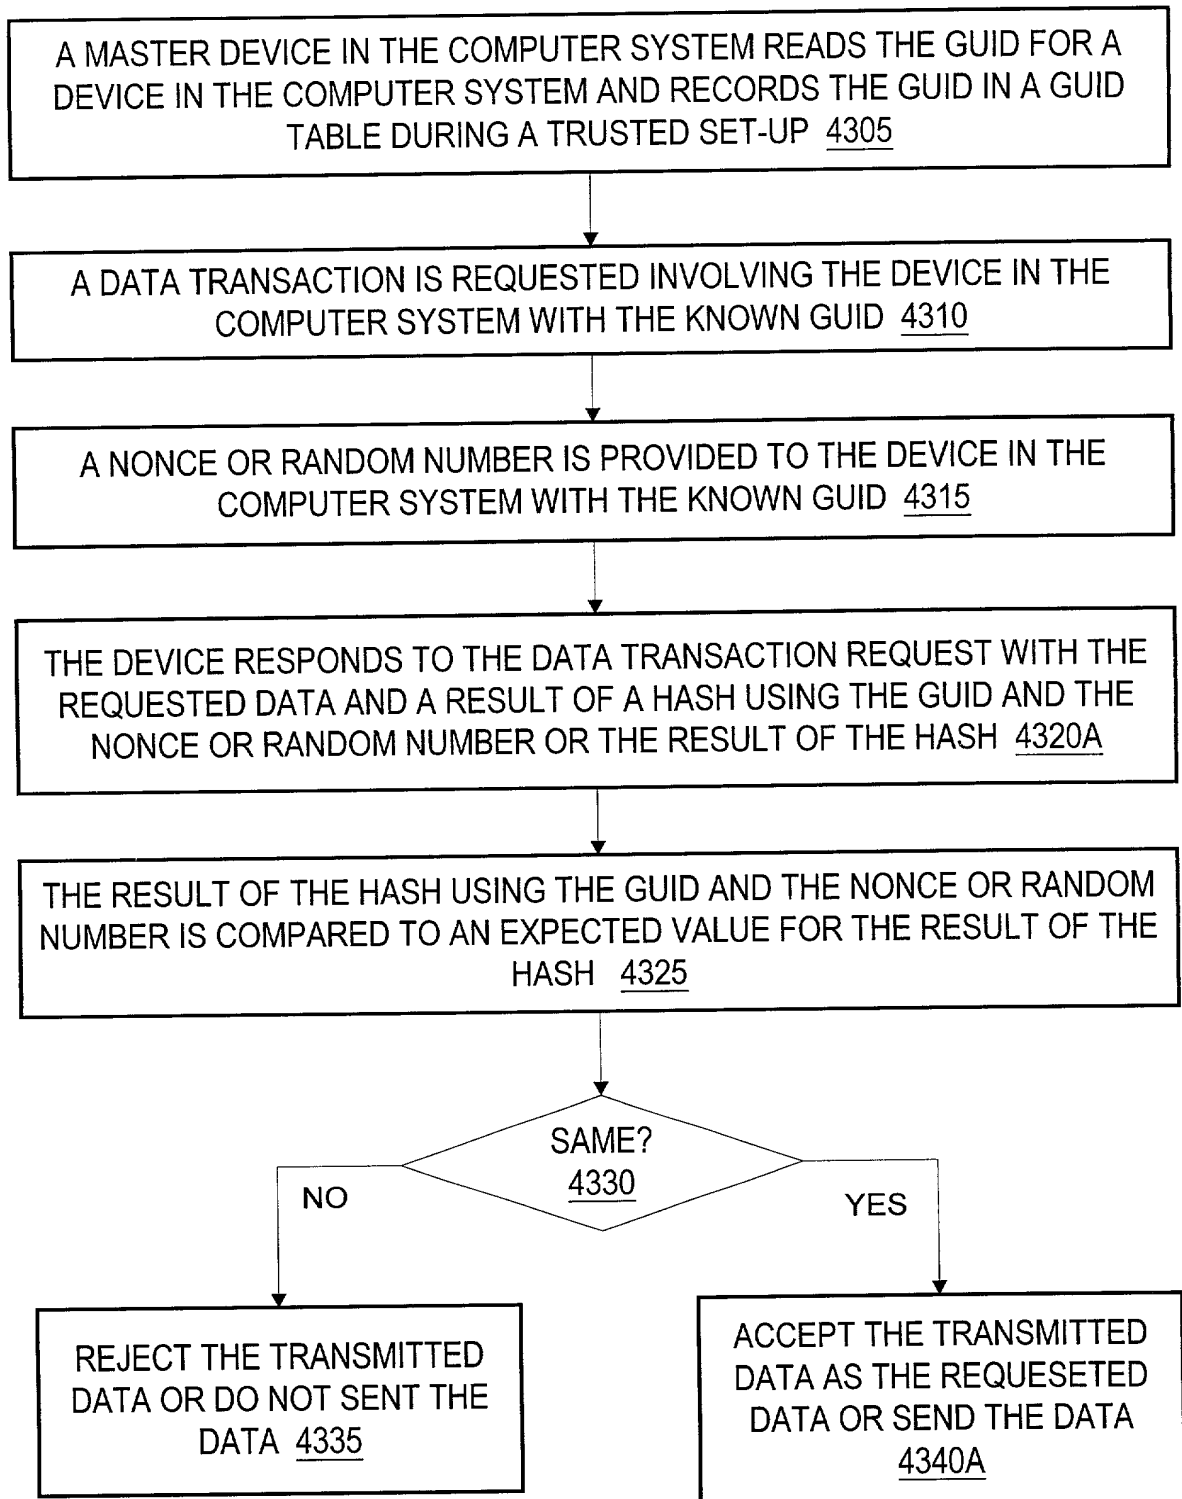 A MASTER DEVICE IN THE COMPUTER SYSTEM READS THE GUID FOR A
DEVICE IN THE COMPUTER SYSTEM AND RECORDS THE GUID IN A GUID
TABLE DURING A TRUSTED SET-UP 4305
A DATA TRANSACTION IS REQUESTED INVOLVING THE DEVICE IN THE
COMPUTER SYSTEM WITH THE KNOWN GUID 4310
A NONCE OR RANDOM NUMBER IS PROVIDED TO THE DEVICE IN THE
COMPUTER SYSTEM WITH THE KNOWN GUID 4315
THE DEVICE RESPONDS TO THE DATA TRANSACTION REQUEST WITH THE
REQUESTED DATA AND A RESULT OF A HASH USING THE GUID AND THE
NONCE OR RANDOM NUMBER OR THE RESULT OF THE HASH 4320A
THE RESULT OF THE HASH USING THE GUID AND THE NONCE OR RANDOM
NUMBER IS COMPARED TO AN EXPECTED VALUE FOR THE RESULT OF THE
HASH 4325
SAME?
4330
NO
YES
REJECT THE TRANSMITTED
DATA OR DO NOT SENT THE
DATA 4335
ACCEPT THE TRANSMITTED
DATA AS THE REQUESETED
DATA OR SEND THE DATA
4340A